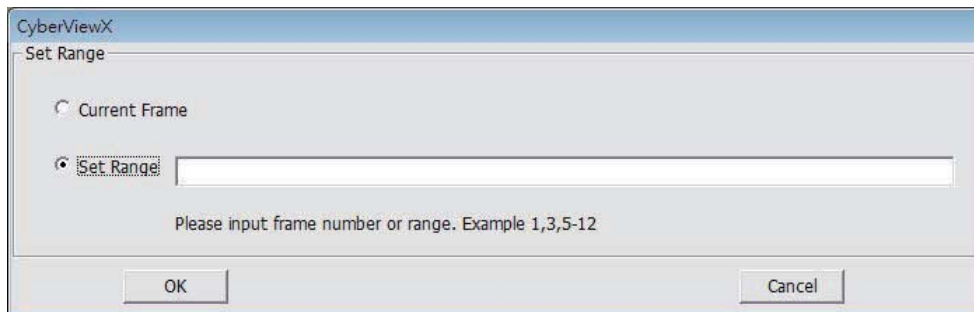 CyberViewX
Set Range
Current Frame
Set Range
Please input frame number or range. Example 1,3,5-12
OK Cancel